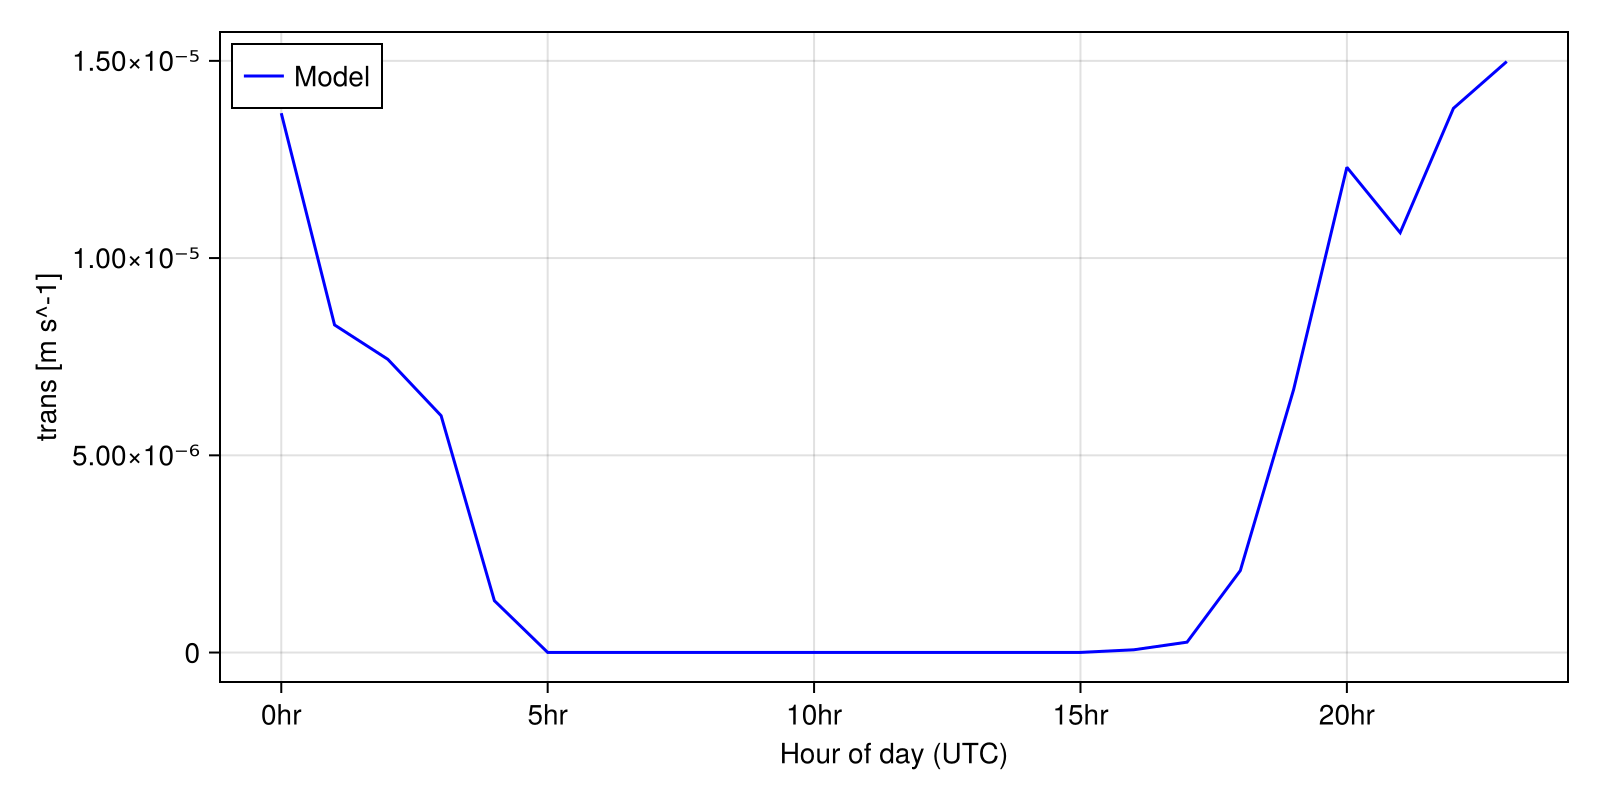 1.50×10⁻⁵
Model
1.00×10⁻⁵
trans [m s^-1]
5.00×10⁻⁶
0
0hr 5hr 10hr 15hr 20hr
Hour of day (UTC)